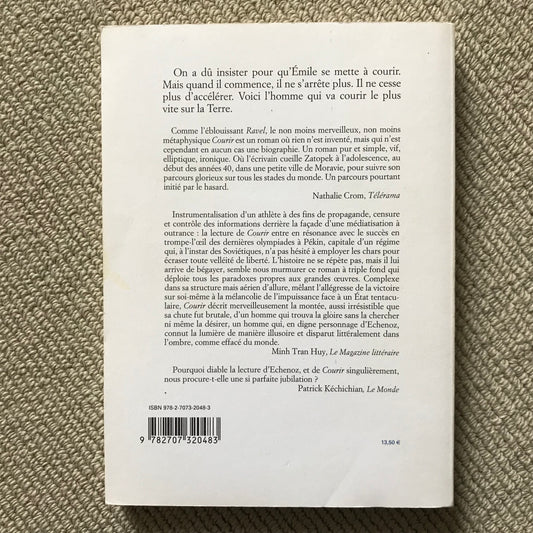 On a dû insister pour qu'Émile se mette à courir.
Mais quand il commence, il ne s'arrête plus. Il ne cesse
plus d'accélérer. Voici l'homme qui va courir le plus
vite sur la Terre.
Comme l'éblouissant Ravel, le non moins merveilleux, non moins
métaphysique Courir est un roman où rien n'est inventé, mais qui n'est
cependant en aucun cas une biographie. Un roman pur et simple, vif,
elliptique, ironique. Où l'écrivain cueille Zatopek à l'adolescence, au
début des années 40, dans une petite ville de Moravie, pour suivre son
parcours glorieux sur tous les stades du monde. Un parcours pourtant
initié par le hasard.
Nathalie Crom, Télérama
Instrumentalisation d'un athlète à des fins de propagande, censure
et contrôle des informations derrière la façade d'une médiatisation à
outrance : la lecture de Courir entre en résonance avec le succès en
trompe-l'œil des dernières olympiades à Pékin, capitale d'un régime
qui, à l'instar des Soviétiques, n'a pas hésité à employer les chars pour
écraser toute velléité de liberté. L'histoire ne se répète pas, mais il lui
arrive de bégayer, semble nous murmurer ce roman à triple fond qui
déploie tous les paradoxes propres aux grandes œuvres. Complexe
dans sa structure mais aérien d'allure, mêlant l'allégresse de la victoire
sur soi-même à la mélancolie de l'impuissance face à un État tentacu-
laire, Courir décrit merveilleusement la montée, aussi irrésistible que
sa chute fut brutale, d'un homme qui trouva la gloire sans la chercher
ni même la désirer, un homme qui, en digne personnage d'Echenoz,
connut la lumière de manière illusoire et disparut littéralement dans
l'ombre, comme effacé du monde.
Minh Tran Huy, Le Magazine littéraire
Pourquoi diable la lecture d'Echenoz, et de Courir singulièrement,
nous procure-t-elle une si parfaite jubilation ?
Patrick Kéchichian, Le Monde
ISBN 978-2-7073-2048-3
9 782707 320483
13,50 €